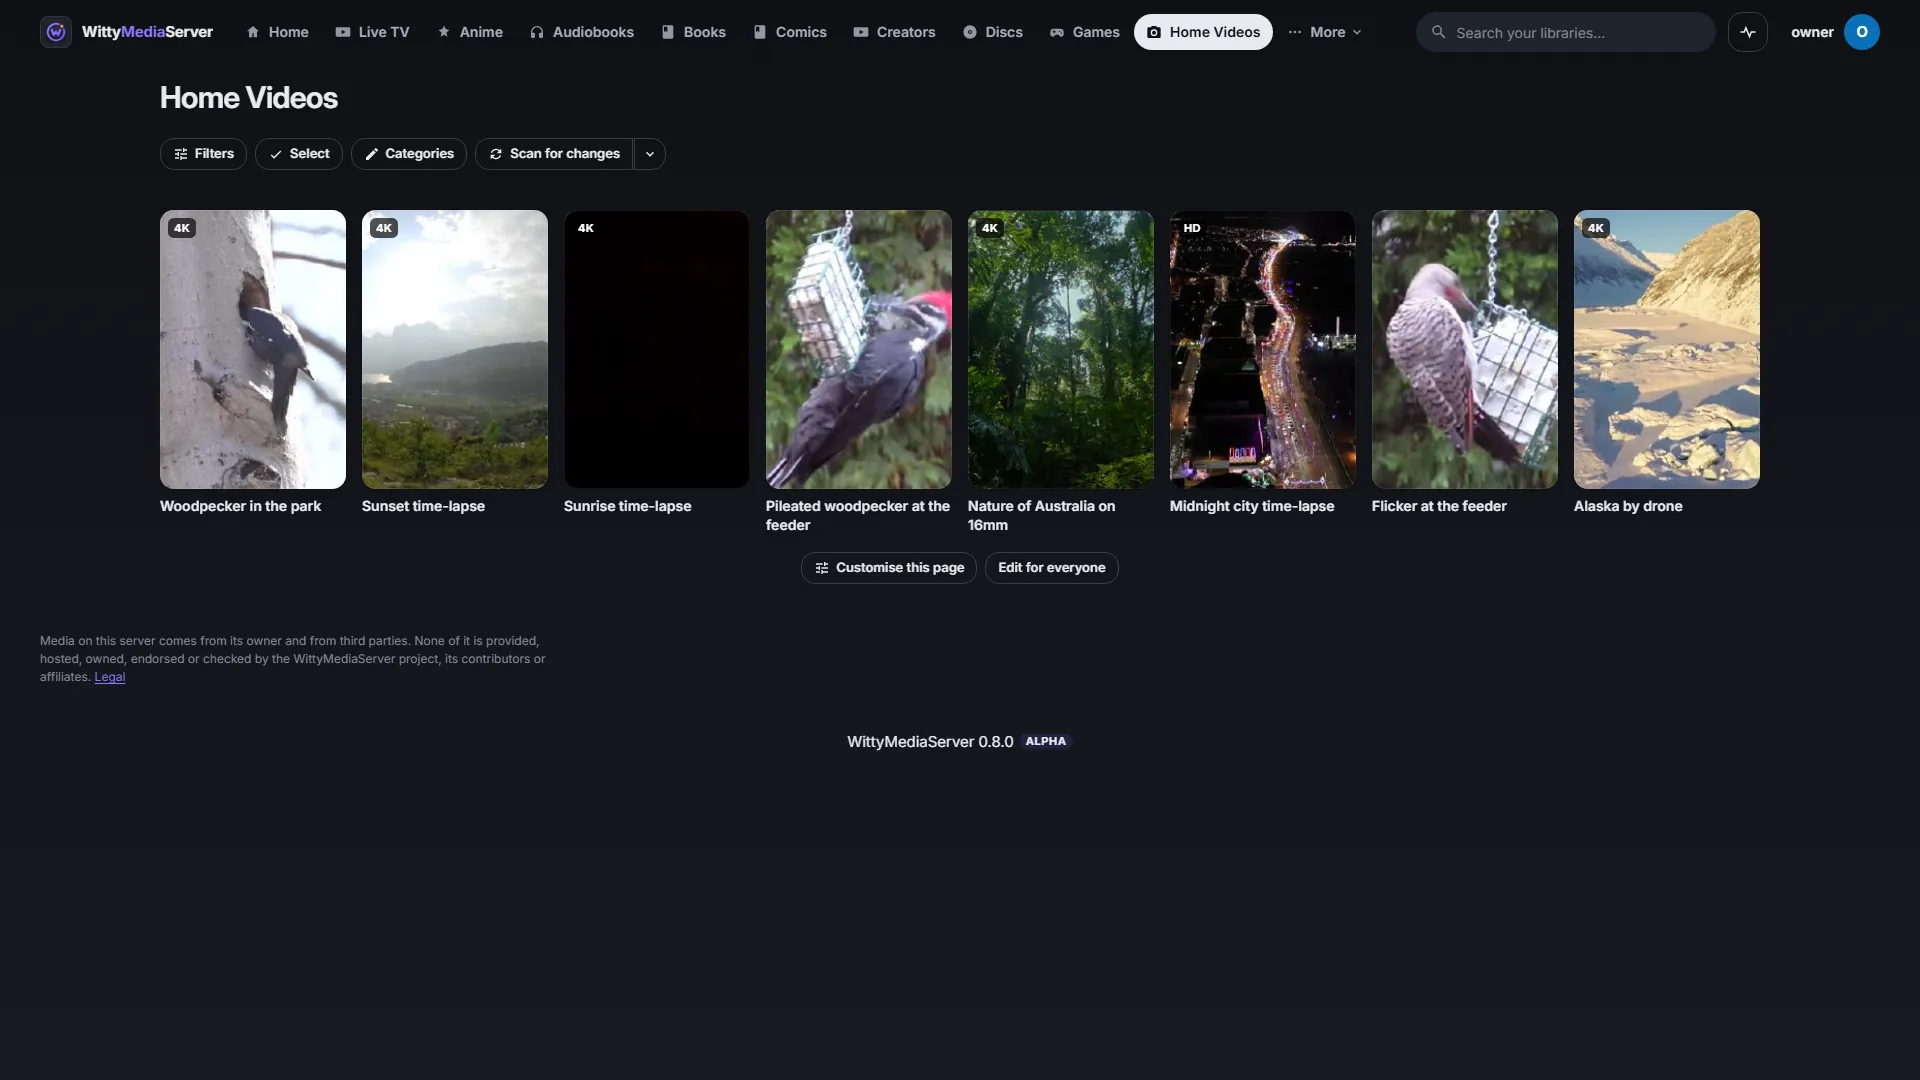 WittyMediaServer
Home
Live TV
Anime
Audiobooks
Books
Comics
Creators
Discs
Games
Home Videos
More
Search your libraries...
owner
O
Home Videos
Filters
Select
Categories
Scan for changes
4K
4K
4K
4K
HD
4K
Woodpecker in the park
Sunset time-lapse
Sunrise time-lapse
Pileated woodpecker at the
feeder
Nature of Australia on
16mm
Midnight city time-lapse
Flicker at the feeder
Alaska by drone
Customise this page
Edit for everyone
Media on this server comes from its owner and from third parties. None of it is provided,
hosted, owned, endorsed or checked by the WittyMediaServer project, its contributors or
affiliates. Legal
WittyMediaServer 0.8.0 ALPHA